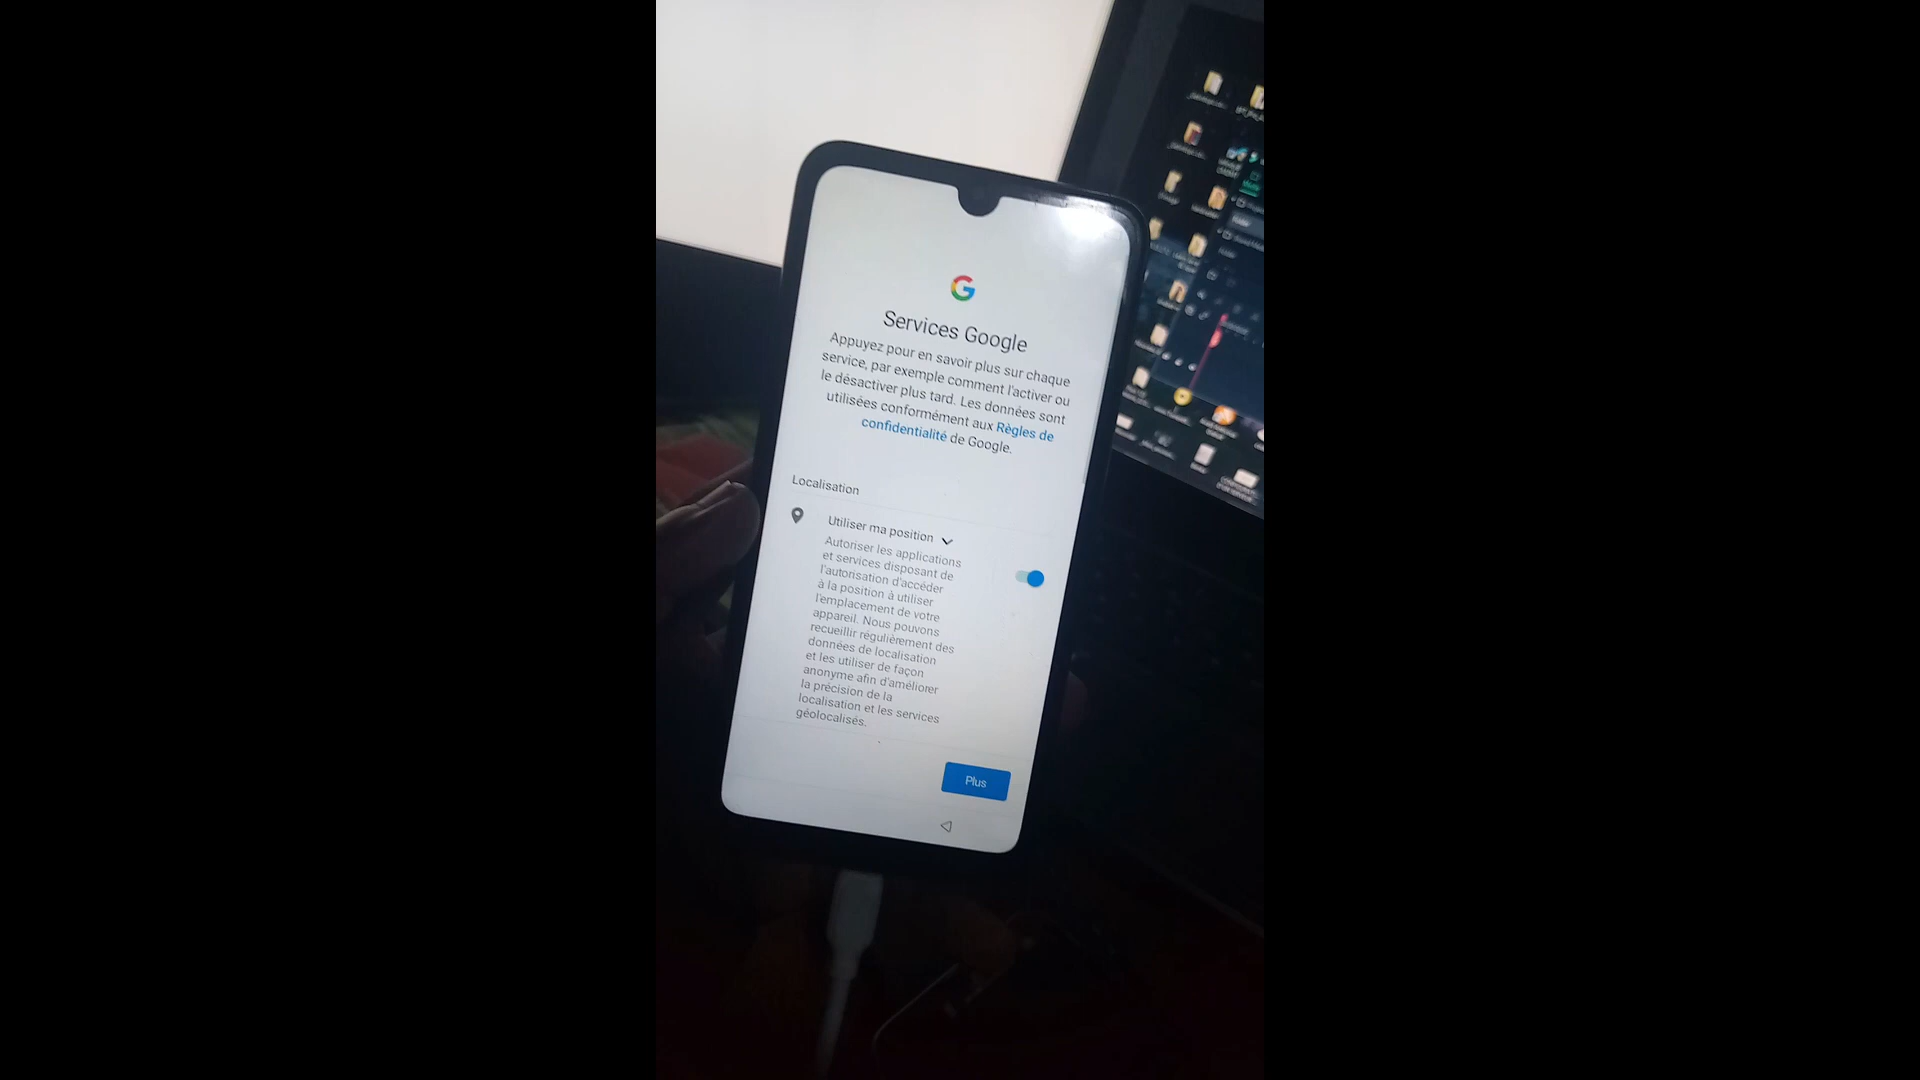 Services Google
Appuyez pour en savoir plus sur chaque
service, par exemple comment l'activer ou
le désactiver plus tard. Les données sont
utilisées conformément aux Règles de
confidentialité de Google.
Localisation
Utiliser ma position
Autoriser les applications
et services disposant de
l'autorisation d'accéder
à la position à utiliser
l'emplacement de votre
appareil. Nous pouvons
recueillir régulièrement des
données de localisation
et les utiliser de façon
anonyme afin d'améliorer
la précision de la
localisation et les services
géolocalisés.
Plus